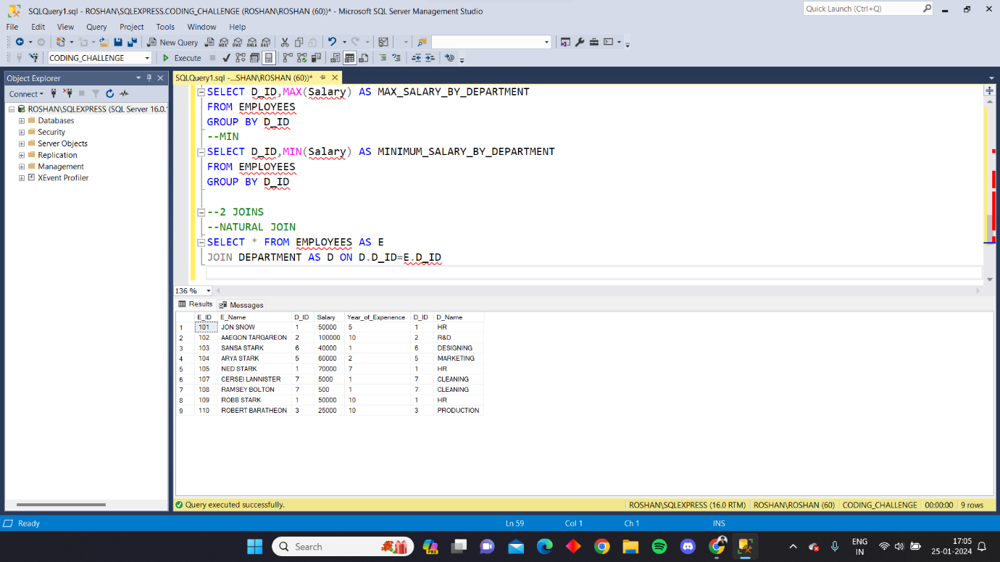 SQLQuery1.sql - ROSHAN\SQLEXPRESS.CODING_CHALLENGE (ROSHAN\ROSHAN (60))* - Microsoft SQL Server Management Studio
Quick Launch (Ctrl+Q)
File Edit View Query Project Tools Window Help
New Query
MDX DMX XMLA DAX
CODING_CHALLENGE Execute
Object Explorer
SQLQuery1.sql -...SHAN\ROSHAN (60))*
Connect
ROSHAN\SQLEXPRESS (SQL Server 16.0.1
Databases
Security
Server Objects
Replication
Management
XEvent Profiler
SELECT D_ID,MAX(Salary) AS MAX_SALARY_BY_DEPARTMENT
FROM EMPLOYEES
GROUP BY D_ID
--MIN
SELECT D_ID,MIN(Salary) AS MINIMUM_SALARY_BY_DEPARTMENT
FROM EMPLOYEES
GROUP BY D_ID
--2 JOINS
--NATURAL JOIN
SELECT * FROM EMPLOYEES AS E
JOIN DEPARTMENT AS D ON D.D_ID=E.D_ID
136 %
Results Messages
E_ID E_Name D_ID Salary Year_of_Experience D_ID D_Name
1 101 JON SNOW 1 50000 5 1 HR
2 102 AAEGON TARGAREON 2 100000 10 2 R&D
3 103 SANSA STARK 6 40000 1 6 DESIGNING
4 104 ARYA STARK 5 60000 2 5 MARKETING
5 105 NED STARK 1 70000 7 1 HR
6 107 CERSEI LANNISTER 7 5000 1 7 CLEANING
7 108 RAMSEY BOLTON 7 500 1 7 CLEANING
8 109 ROBB STARK 1 50000 10 1 HR
9 110 ROBERT BARATHEON 3 25000 10 3 PRODUCTION
Query executed successfully. ROSHAN\SQLEXPRESS (16.0 RTM) ROSHAN\ROSHAN (60) CODING_CHALLENGE 00:00:00 9 rows
Ready Ln 59 Col 1 Ch 1 INS
Search
PRE
ENG
IN
17:05
25-01-2024